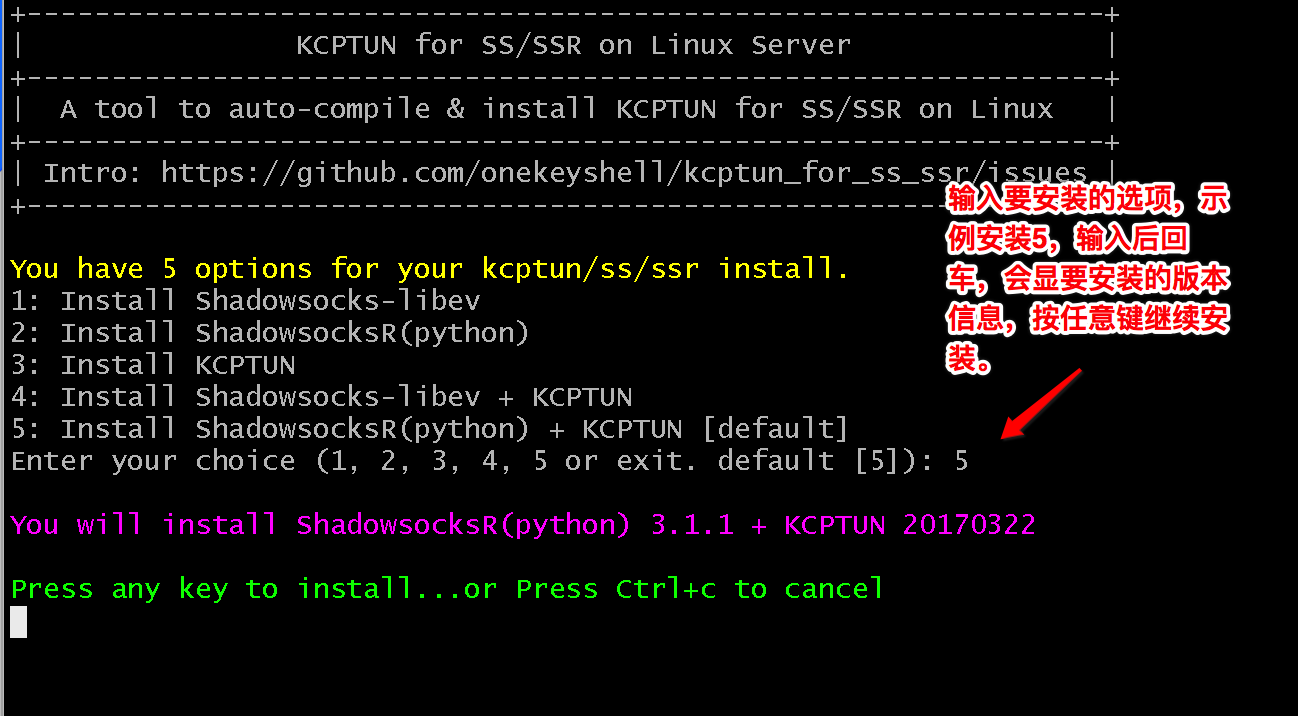 +----------------------------------------------------------------+
| KCPTUN for SS/SSR on Linux Server |
+----------------------------------------------------------------+
| A tool to auto-compile & install KCPTUN for SS/SSR on Linux |
+----------------------------------------------------------------+
| Intro: https://github.com/onekeyshell/kcptun_for_ss_ssr/issues |
+----------------------------------------------------------------+
输入要安装的选项，示
例安装5，输入后回
车，会显要安装的版本
信息，按任意键继续安
装。
You have 5 options for your kcptun/ss/ssr install.
1: Install Shadowsocks-libev
2: Install ShadowsocksR(python)
3: Install KCPTUN
4: Install Shadowsocks-libev + KCPTUN
5: Install ShadowsocksR(python) + KCPTUN [default]
Enter your choice (1, 2, 3, 4, 5 or exit. default [5]): 5
You will install ShadowsocksR(python) 3.1.1 + KCPTUN 20170322
Press any key to install...or Press Ctrl+c to cancel